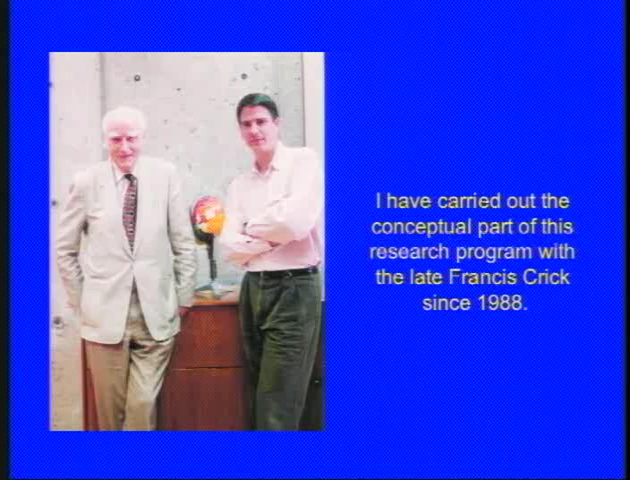 I have carried out the
conceptual part of this
research program with
the late Francis Crick
since 1988.